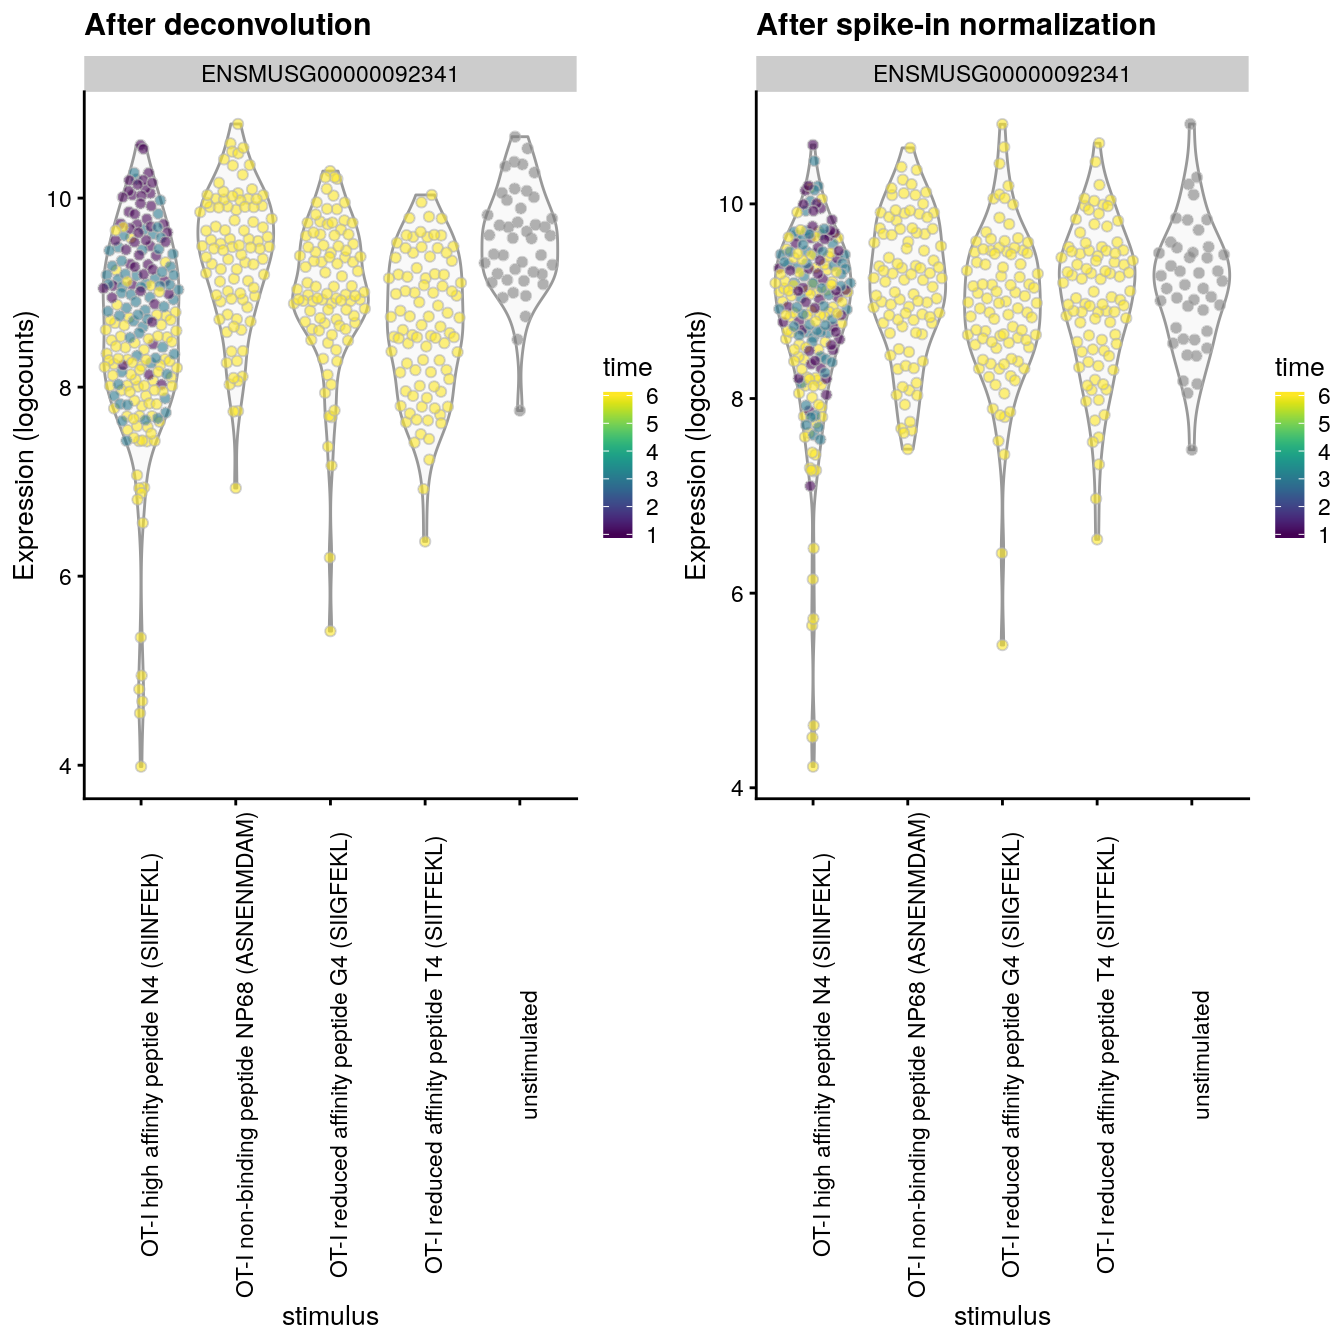 After deconvolution
ENSMUSG00000092341
Expression (logcounts)
10
8
6
4
OT-I high affinity peptide N4 (SIINFEKL)
OT-I non-binding peptide NP68 (ASNENMDAM)
OT-I reduced affinity peptide G4 (SIIGFEKL)
OT-I reduced affinity peptide T4 (SIITFEKL)
unstimulated
stimulus
time
6
5
4
3
2
1
After spike-in normalization
ENSMUSG00000092341
Expression (logcounts)
10
8
6
4
OT-I high affinity peptide N4 (SIINFEKL)
OT-I non-binding peptide NP68 (ASNENMDAM)
OT-I reduced affinity peptide G4 (SIIGFEKL)
OT-I reduced affinity peptide T4 (SIITFEKL)
unstimulated
stimulus
time
6
5
4
3
2
1